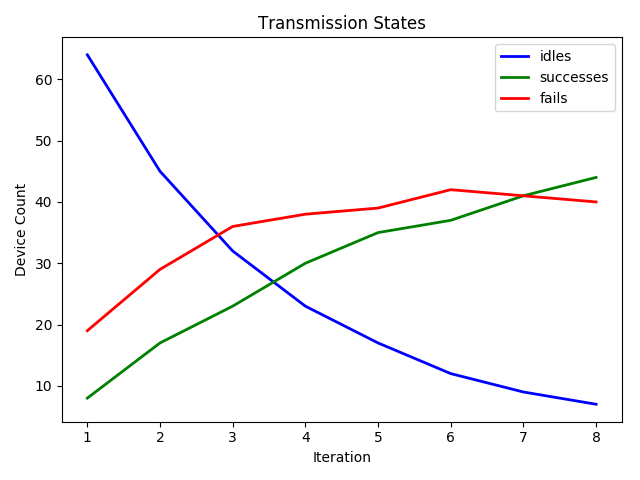 Transmission States
idles
successes
fails
Device Count
60
50
40
30
20
10
1 2 3 4 5 6 7 8
Iteration